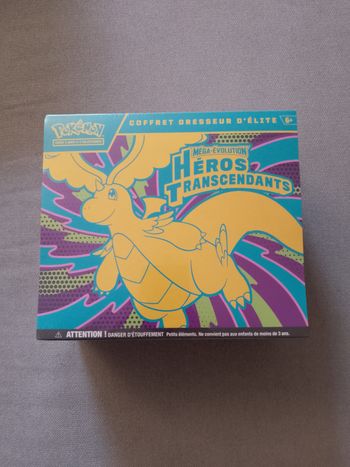 POKÉMON
COFFRET DRESSEUR D'ÉLITE 6+
MÉGA-ÉVOLUTION
HÉROS
TRANSCENDANTS
ATTENTION ! DANGER D'ÉTOUFFEMENT Petits éléments. Ne convient pas aux enfants de moins de 3 ans.